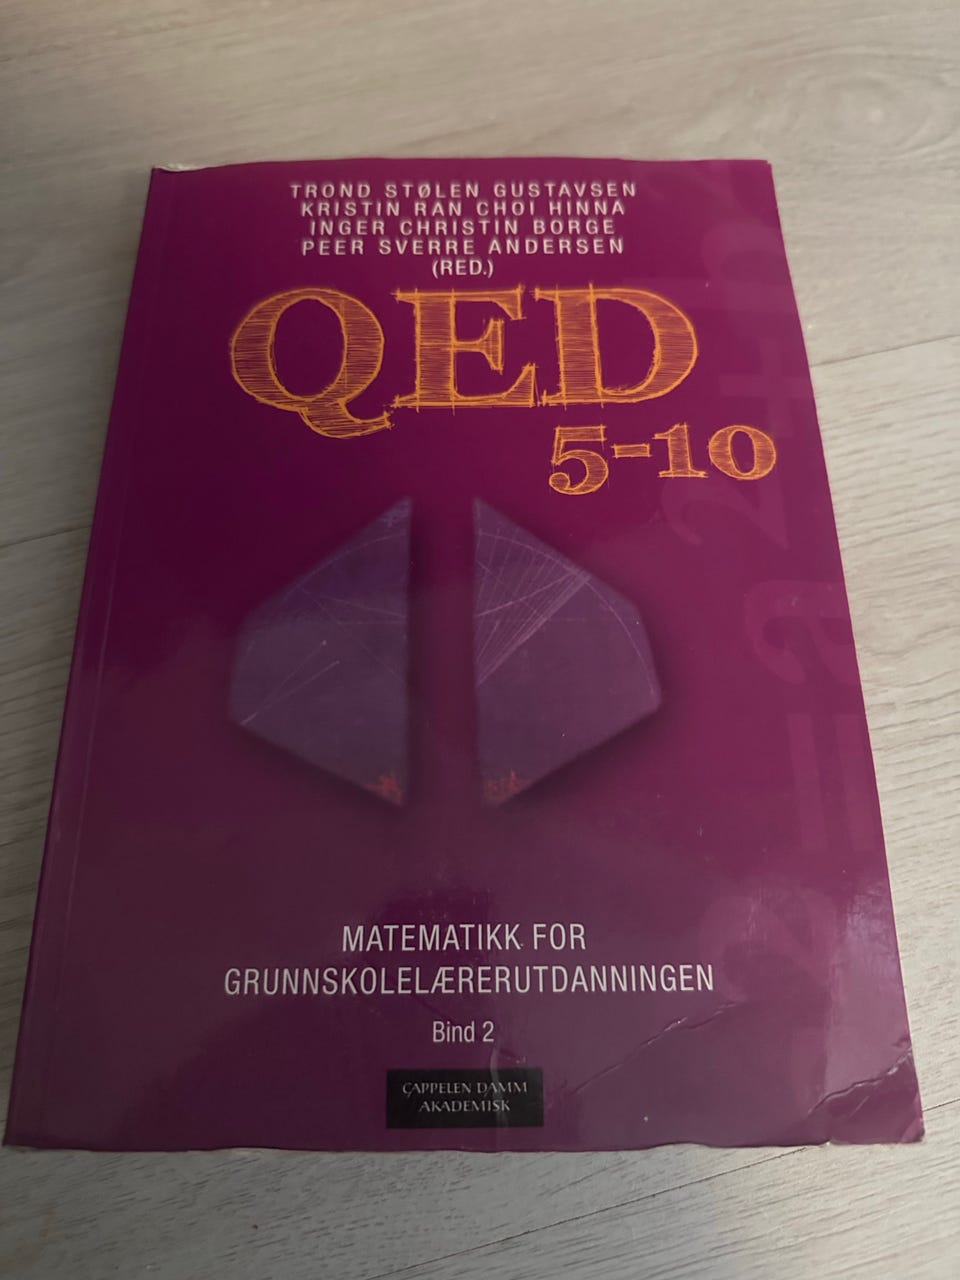 TROND STØLEN GUSTAVSEN
KRISTIN RAN CHOI HINNA
INGER CHRISTIN BORGE
PEER SVERRE ANDERSEN
(RED.)
QED
5-10
MATEMATIKK FOR
GRUNNSKOLELÆRERUTDANNINGEN
Bind 2
CAPPELEN DAMM
AKADEMISK